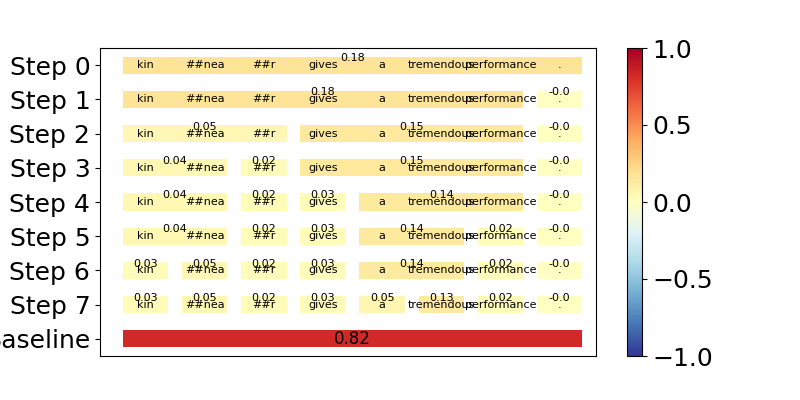 0.18
Step 0 kin ##nea ##r gives a tremendous performance . 1.0
0.18 -0.0
Step 1 kin ##nea ##r gives a tremendous performance .
0.05 0.15 -0.0
Step 2 kin ##nea ##r gives a tremendous performance . 0.5
0.04 0.02 0.15 -0.0
Step 3 kin ##nea ##r gives a tremendous performance .
0.04 0.02 0.03 0.14 -0.0
Step 4 kin ##nea ##r gives a tremendous performance . 0.0
0.04 0.02 0.03 0.14 0.02 -0.0
Step 5 kin ##nea ##r gives a tremendous performance .
0.03 0.05 0.02 0.03 0.14 0.02 -0.0
Step 6 kin ##nea ##r gives a tremendous performance . −0.5
0.03 0.05 0.02 0.03 0.05 0.13 0.02 -0.0
Step 7 kin ##nea ##r gives a tremendous performance .
aseline 0.82 −1.0